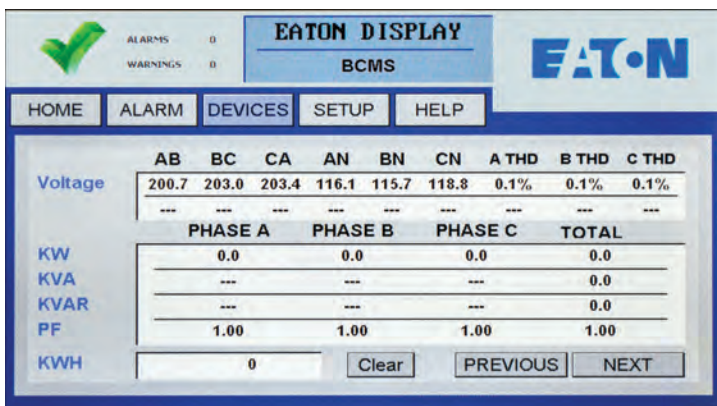 ALARMS 0
WARNINGS 0
EATON DISPLAY
BCMS
EATON
HOME ALARM DEVICES SETUP HELP
AB BC CA AN BN CN A THD B THD C THD
Voltage 200.7 203.0 203.4 116.1 115.7 118.8 0.1% 0.1% 0.1%
--- --- --- --- --- --- --- --- ---
PHASE A PHASE B PHASE C TOTAL
KW 0.0 0.0 0.0 0.0
KVA --- --- --- 0.0
KVAR --- --- --- 0.0
PF 1.00 1.00 1.00 1.00
KWH 0 Clear PREVIOUS NEXT